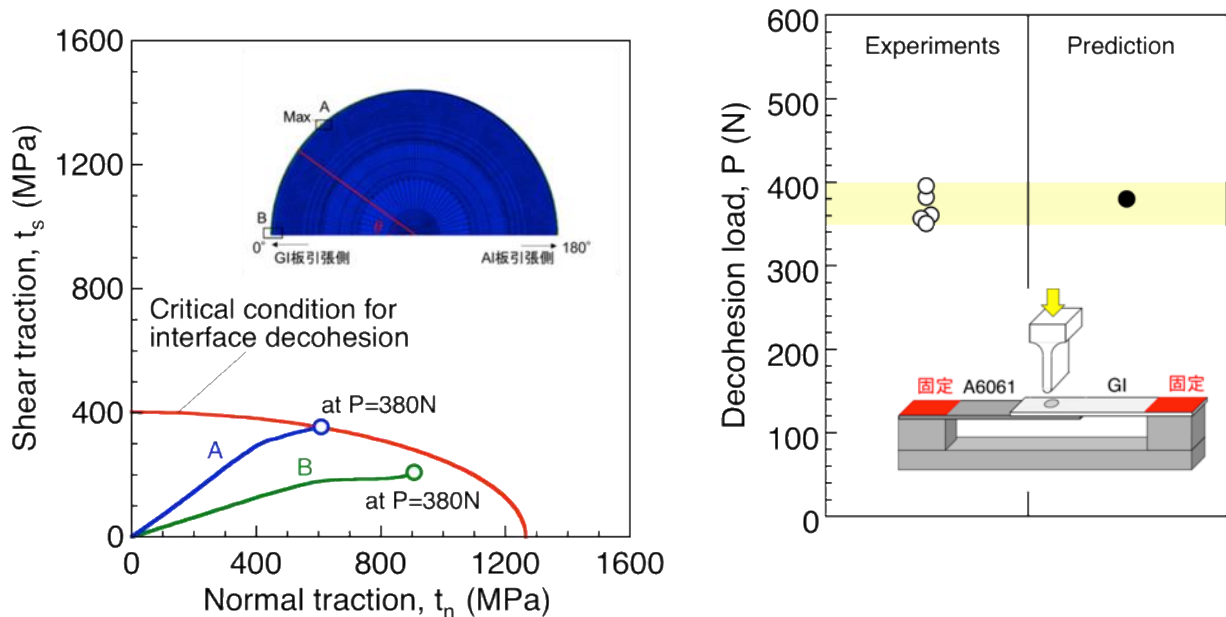 1600
1200
800
400
0
0
400
800
1200
1600
Shear traction, tₛ (MPa)
Normal traction, tₙ (MPa)
A
Max
B
θ
0°
180°
GI板引張側
Al板引張側
Critical condition for
interface decohesion
at P=380N
A
B
at P=380N
600
500
400
300
200
100
0
Decohesion load, P (N)
Experiments
Prediction
固定
A6061
GI
固定